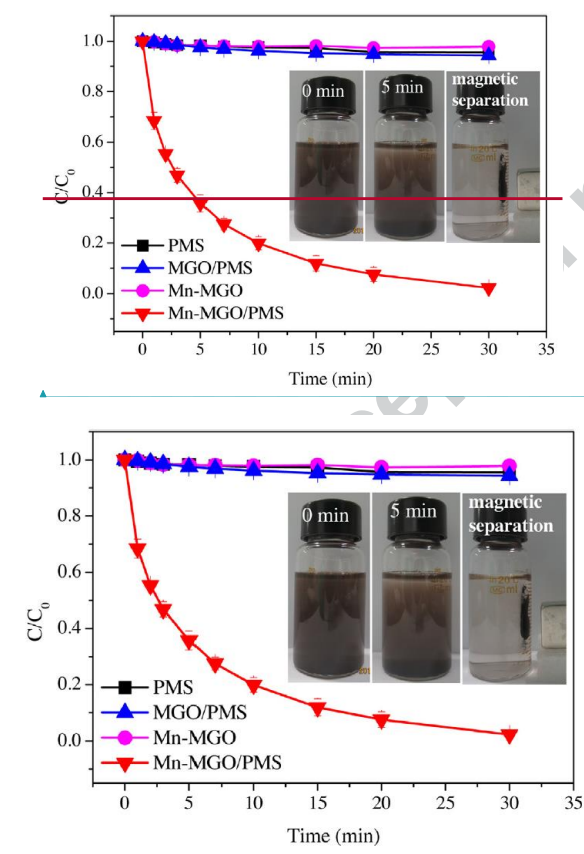 1.0
0.8
0.6
0.4
0.2
0.0
C/C0
0 min
5 min
magnetic
separation
PMS
MGO/PMS
Mn-MGO
Mn-MGO/PMS
0 5 10 15 20 25 30 35
Time (min)
1.0
0.8
0.6
0.4
0.2
0.0
C/C0
0 min
5 min
magnetic
separation
PMS
MGO/PMS
Mn-MGO
Mn-MGO/PMS
0 5 10 15 20 25 30 35
Time (min)